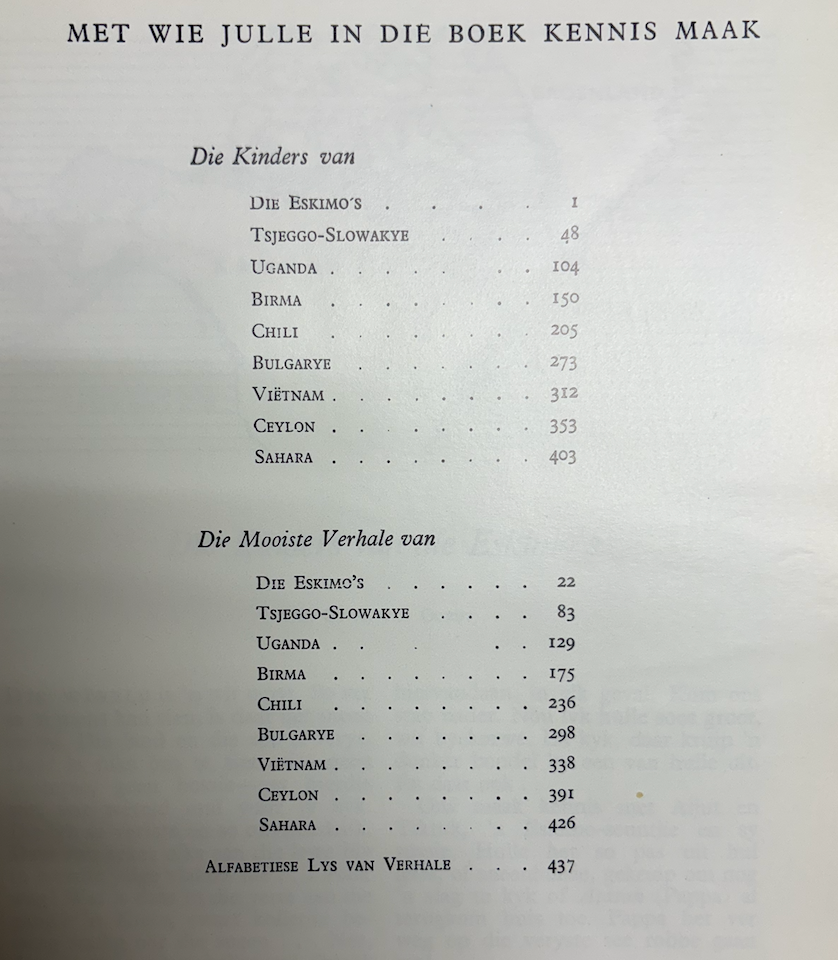 MET WIE JULLE IN DIE BOEK KENNIS MAAK
Die Kinders van
DIE ESKIMO'S . . . . 1
TSJEGGO-SLOWAKYE . . . . 48
UGANDA . . . . . . . 104
BIRMA . . . . . . . . 150
CHILI . . . . . . . . 205
BULGARYE . . . . . . . 273
VIËTNAM . . . . . . . . 312
CEYLON . . . . . . . . 353
SAHARA . . . . . . . . 403
Die Mooiste Verhale van
DIE ESKIMO'S . . . . . . 22
TSJEGGO-SLOWAKYE . . . . 83
UGANDA . . . . . 129
BIRMA . . . . . . . . 175
CHILI . . . . . . . . 236
BULGARYE . . . . . . . 298
VIËTNAM . . . . . . . . 338
CEYLON . . . . . . . . 391
SAHARA . . . . . . . . 426
ALFABETIESE LYS VAN VERHALE . . . 437